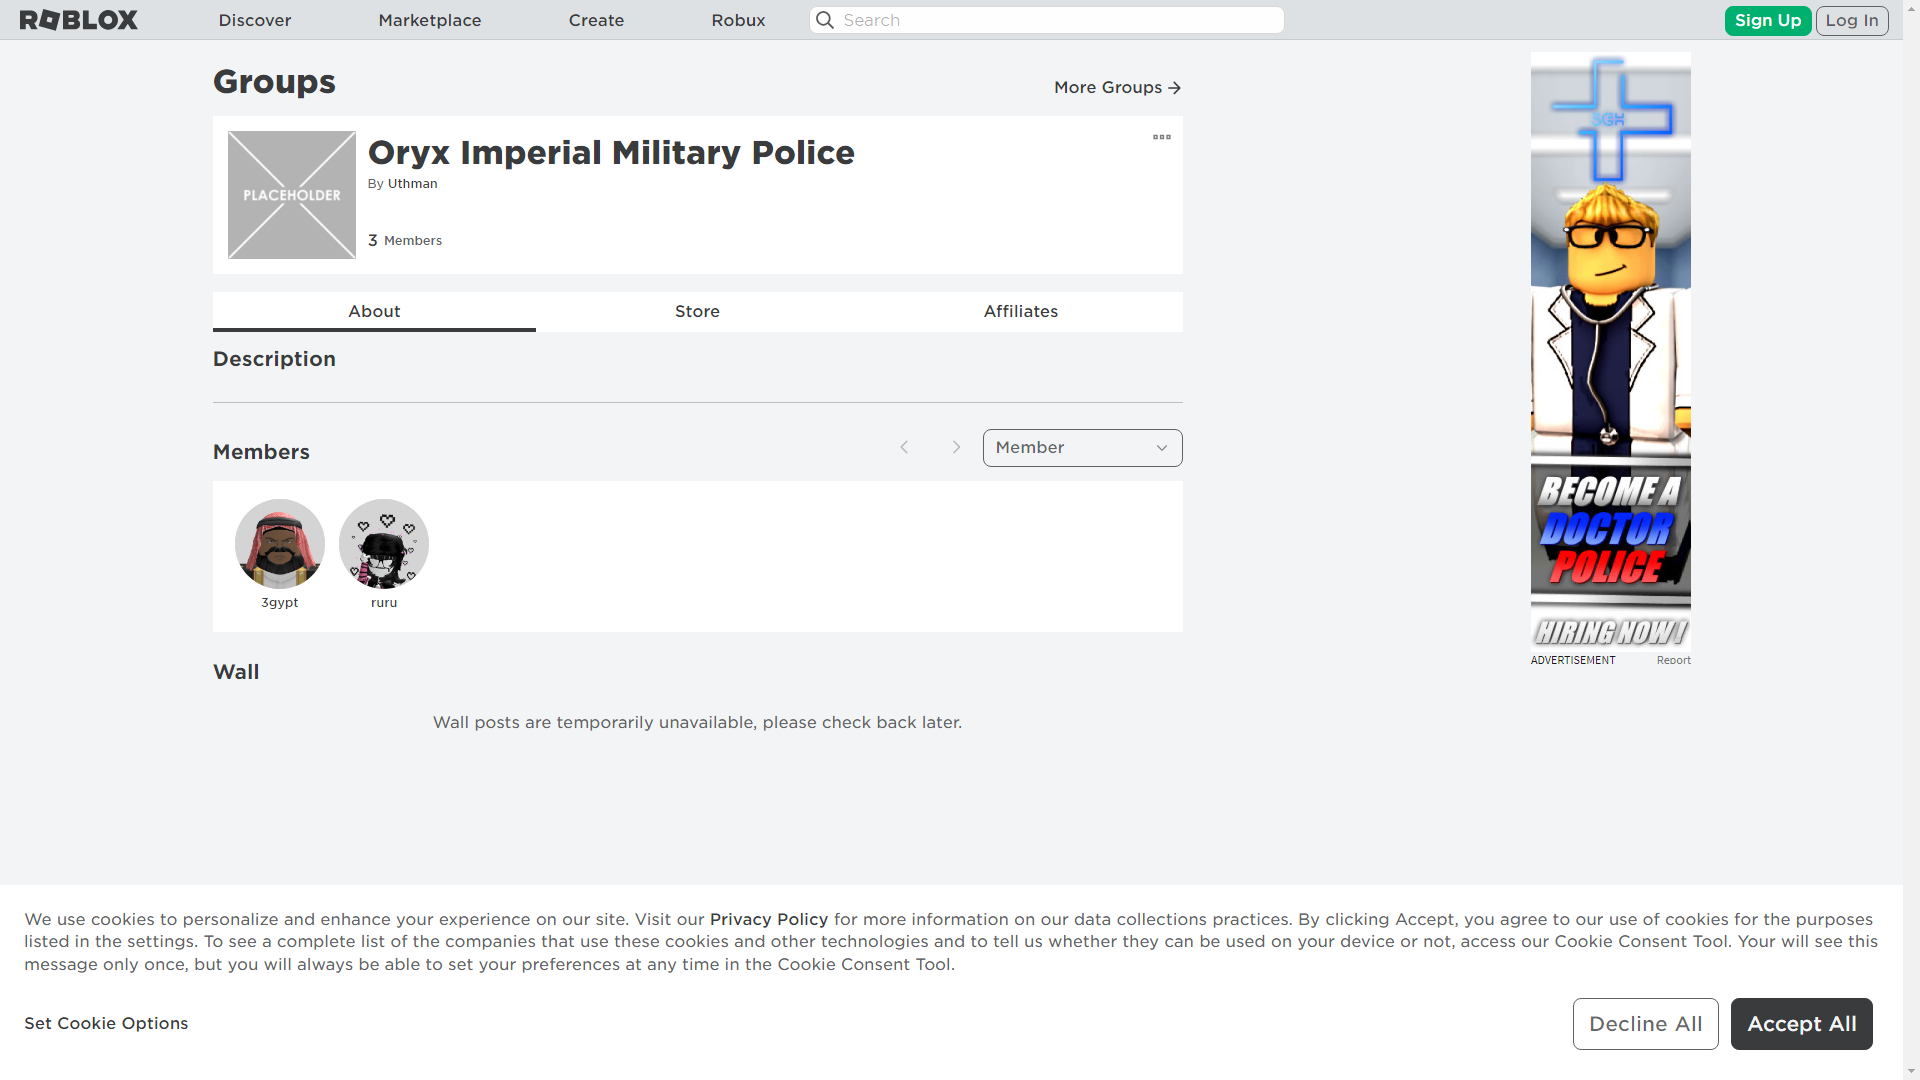 ROBLOX
Discover
Marketplace
Create
Robux
Search
Sign Up
Log In
Groups
More Groups
PLACEHOLDER
Oryx Imperial Military Police
By Uthman
3 Members
About
Store
Affiliates
Description
Members
Member
3gypt
ruru
Wall
Wall posts are temporarily unavailable, please check back later.
SGH
BECOME A
DOCTOR
POLICE
HIRING NOW !
ADVERTISEMENT
Report
We use cookies to personalize and enhance your experience on our site. Visit our Privacy Policy for more information on our data collections practices. By clicking Accept, you agree to our use of cookies for the purposes
listed in the settings. To see a complete list of the companies that use these cookies and other technologies and to tell us whether they can be used on your device or not, access our Cookie Consent Tool. Your will see this
message only once, but you will always be able to set your preferences at any time in the Cookie Consent Tool.
Set Cookie Options
Decline All
Accept All